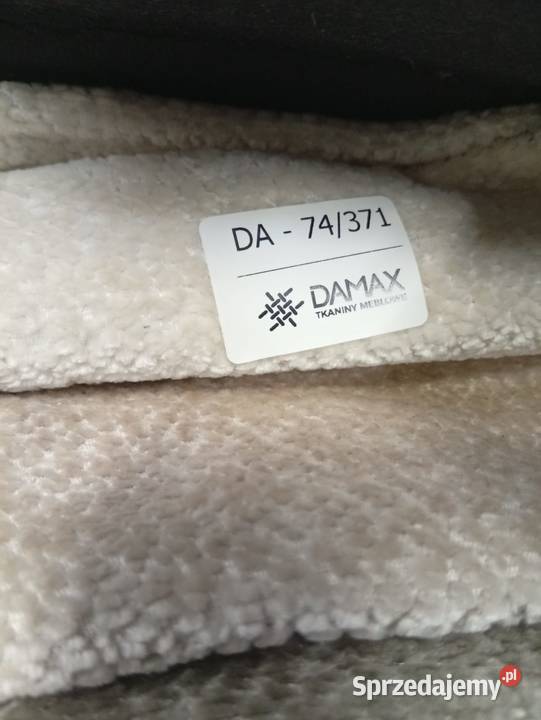 DA - 74/371
DAMAX
TKANINY MEBLOWE
Sprzedajemy.pl